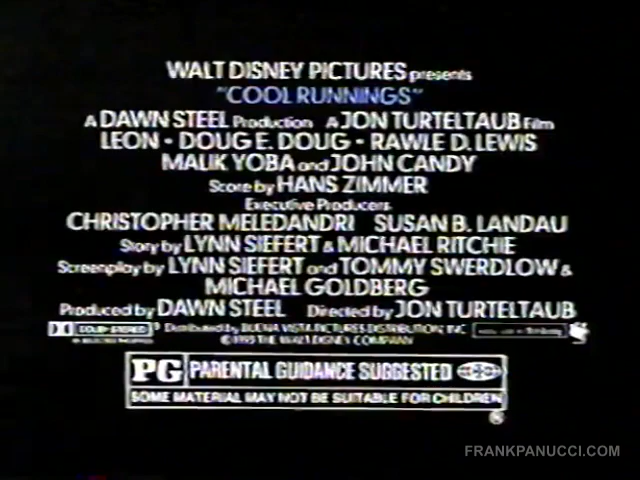 WALT DISNEY PICTURES presents
"COOL RUNNINGS"
A DAWN STEEL Production A JON TURTELTAUB Film
LEON - DOUG E. DOUG - RAWLE D. LEWIS
MALIK YOBA and JOHN CANDY
Score by HANS ZIMMER
Executive Producers
CHRISTOPHER MELEDANDRI SUSAN B. LANDAU
Story by LYNN SIEFERT & MICHAEL RITCHIE
Screenplay by LYNN SIEFERT and TOMMY SWERDLOW &
MICHAEL GOLDBERG
Produced by DAWN STEEL Directed by JON TURTELTAUB
DOLBY STEREO Distributed by BUENA VISTA PICTURES DISTRIBUTION, INC.
©1993 THE WALT DISNEY COMPANY
PG PARENTAL GUIDANCE SUGGESTED
SOME MATERIAL MAY NOT BE SUITABLE FOR CHILDREN
®
FRANKPANUCCI.COM